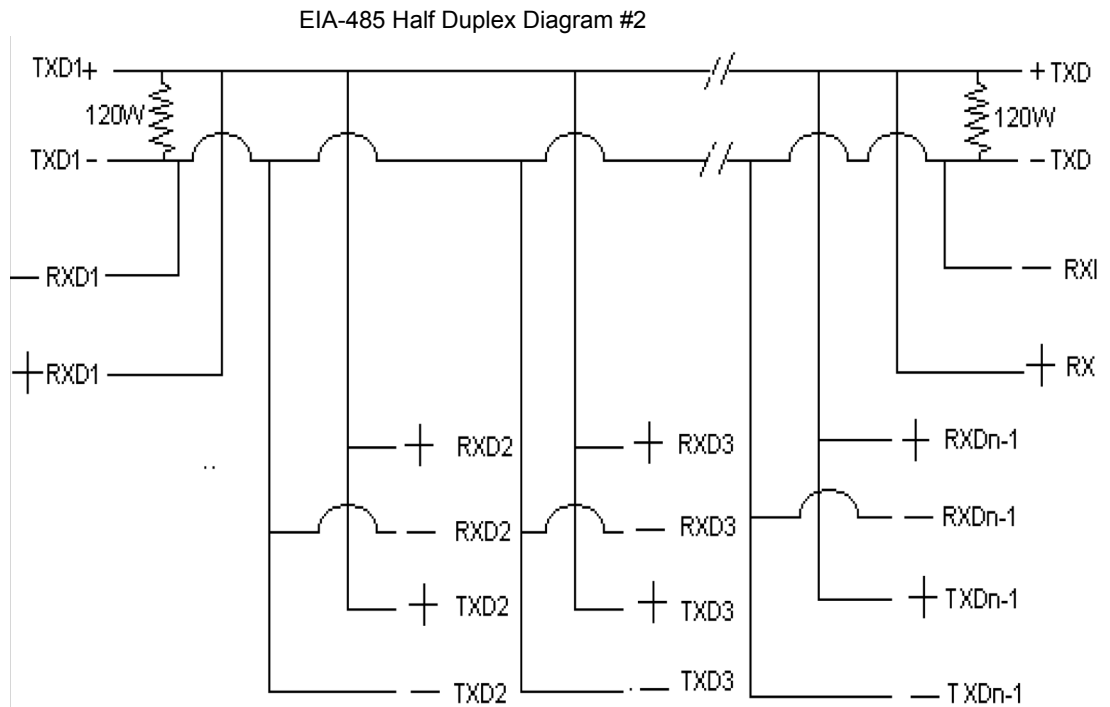 EIA-485 Half Duplex Diagram #2
TXD1+
+ TXD
120W
120W
TXD1 -
- TXD
- RXD1
- RXI
+ RXD1
+ RX
+ RXD2
+ RXD3
+ RXDn-1
- RXD2
- RXD3
- RXDn-1
+ TXD2
+ TXD3
+ TXDn-1
- TXD2
- TXD3
- TXDn-1